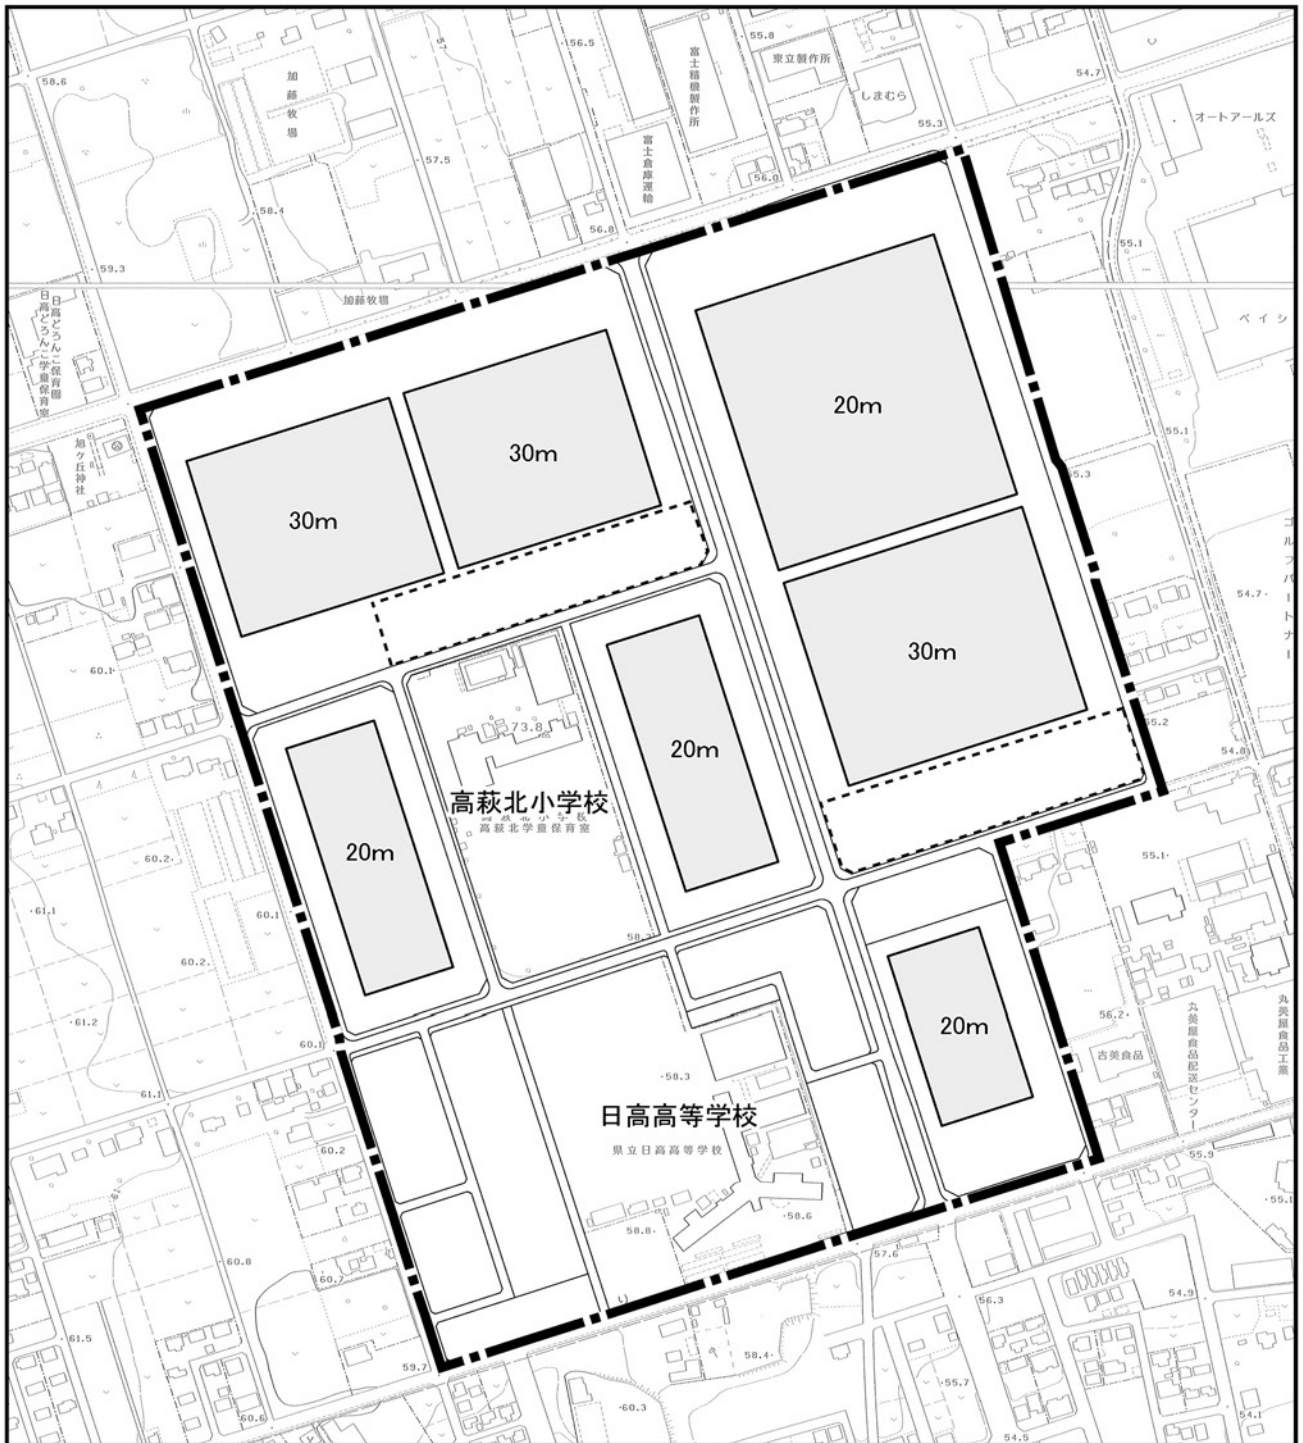 58.6
加藤牧場
57
56.5
富士精機製作所
55.8
東立製作所
しまむら
54.7
オートアールズ
55.3
57.5
富士倉庫運輸
56.0
58.4
56.8
59.3
55.1
加藤牧場
日高どろんこ保育園
日高どろんこ学童保育室
ベイシ
20m
30m
55.1
旭ケ丘神社
30m
55.3
ゴルフパートナー
54.7
60.1
30m
73.8
20m
55.2
54.8
高萩北小学校
高萩北小学校
高萩北学童保育室
20m
60.2
55.1
61.1
60.1
58.2
60.2
61.2
60.1
20m
56.2
吉美食品
丸美屋食品配送センター
丸美屋食品工業
61.1
58.3
日高高等学校
県立日高高等学校
60.2
55.9
55.1
58.8
58.6
57.6
60.8
60.7
56.3
54.9
61.5
59.7
58.4
55.7
60.6
60.3
54.5
54.1